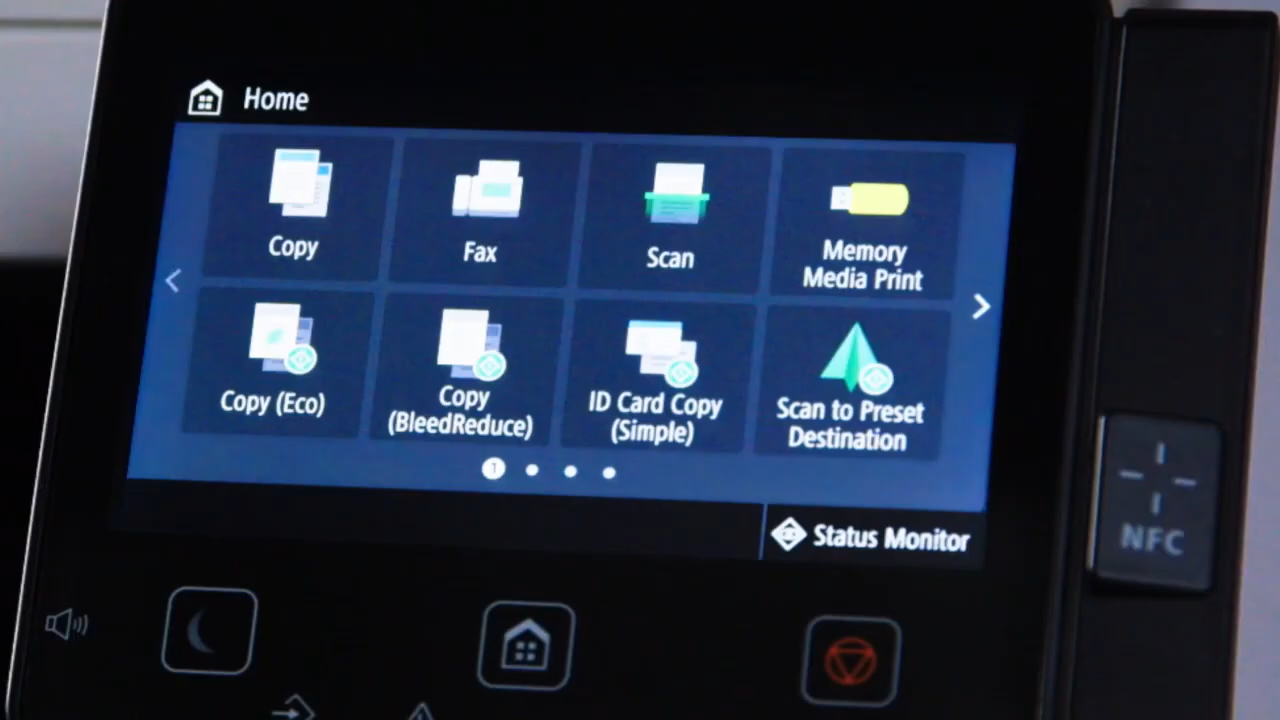 Home
Copy
Fax
Scan
Memory
Media Print
Copy (Eco)
Copy
(BleedReduce)
ID Card Copy
(Simple)
Scan to Preset
Destination
1
Status Monitor
NFC